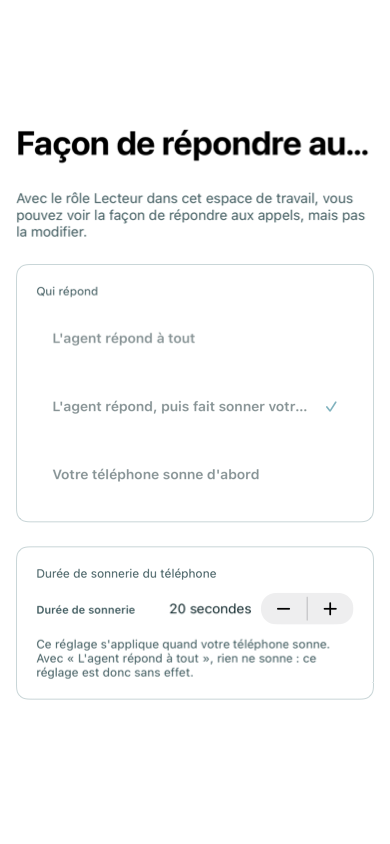 Façon de répondre au...
Avec le rôle Lecteur dans cet espace de travail, vous
pouvez voir la façon de répondre aux appels, mais pas
la modifier.
Qui répond
L'agent répond à tout
L'agent répond, puis fait sonner votr...
Votre téléphone sonne d'abord
Durée de sonnerie du téléphone
Durée de sonnerie 20 secondes
Ce réglage s'applique quand votre téléphone sonne.
Avec « L'agent répond à tout », rien ne sonne : ce
réglage est donc sans effet.